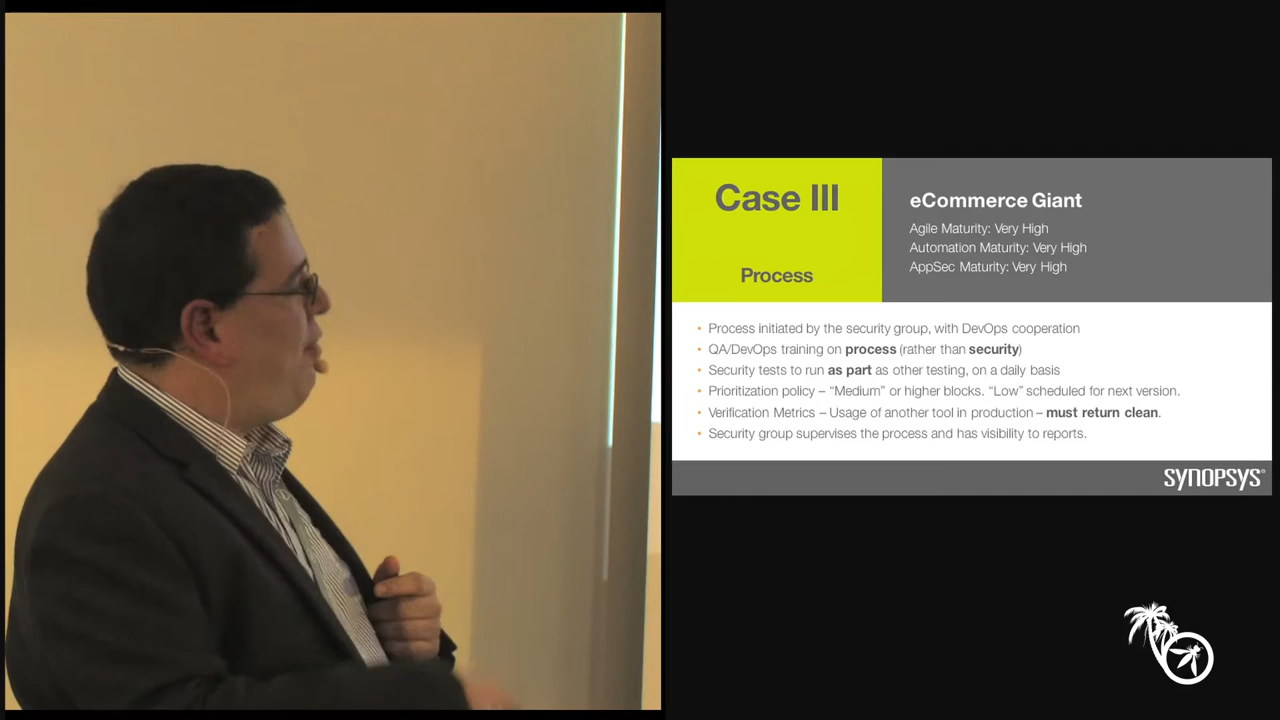 Case III
Process
eCommerce Giant
Agile Maturity: Very High
Automation Maturity: Very High
AppSec Maturity: Very High
• Process initiated by the security group, with DevOps cooperation
• QA/DevOps training on process (rather than security)
• Security tests to run as part as other testing, on a daily basis
• Prioritization policy – “Medium” or higher blocks. “Low” scheduled for next version.
• Verification Metrics – Usage of another tool in production – must return clean.
• Security group supervises the process and has visibility to reports.
SYNOPSYS®